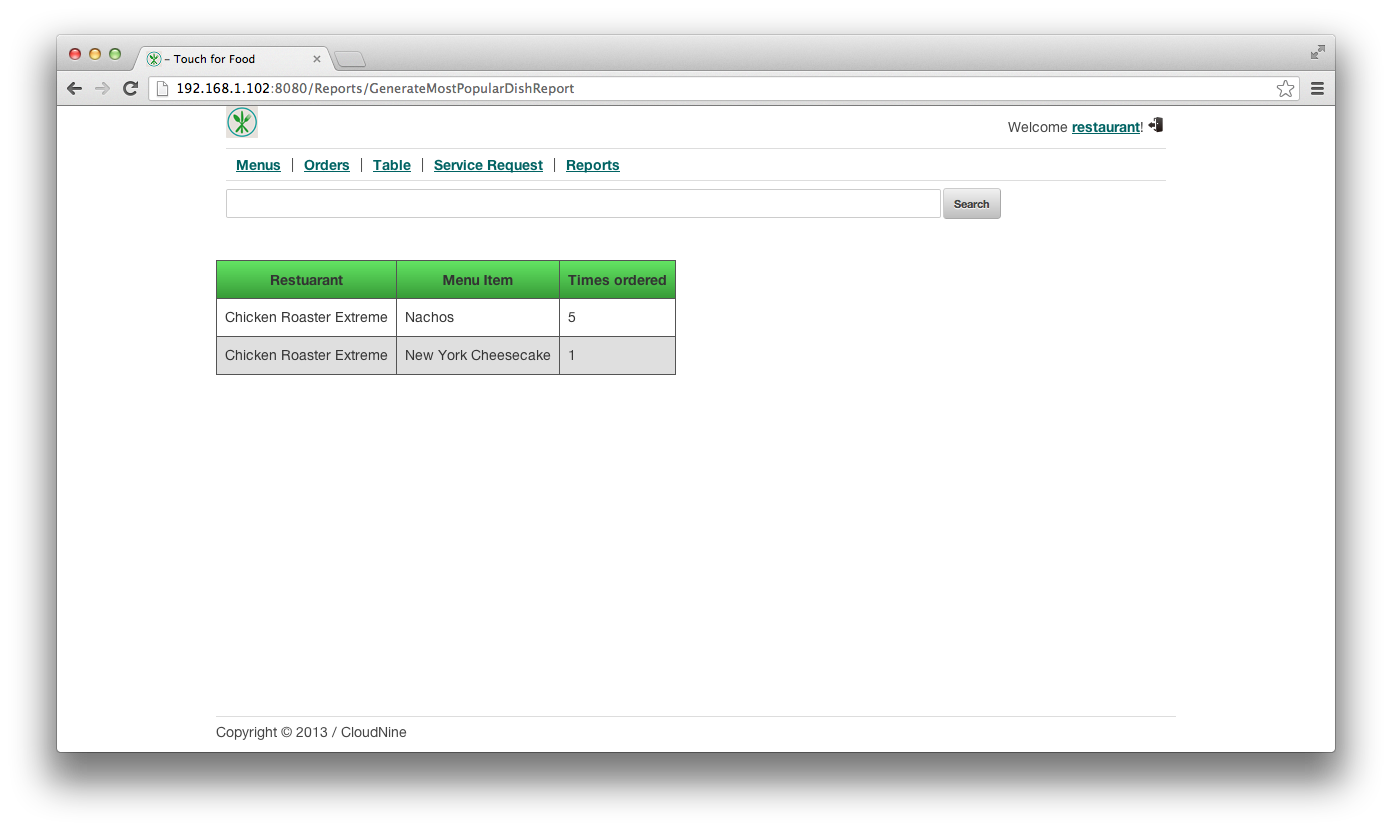 – Touch for Food
192.168.1.102:8080/Reports/GenerateMostPopularDishReport
Welcome restaurant!
Menus | Orders | Table | Service Request | Reports
Search
Restuarant Menu Item Times ordered
Chicken Roaster Extreme Nachos 5
Chicken Roaster Extreme New York Cheesecake 1
Copyright © 2013 / CloudNine